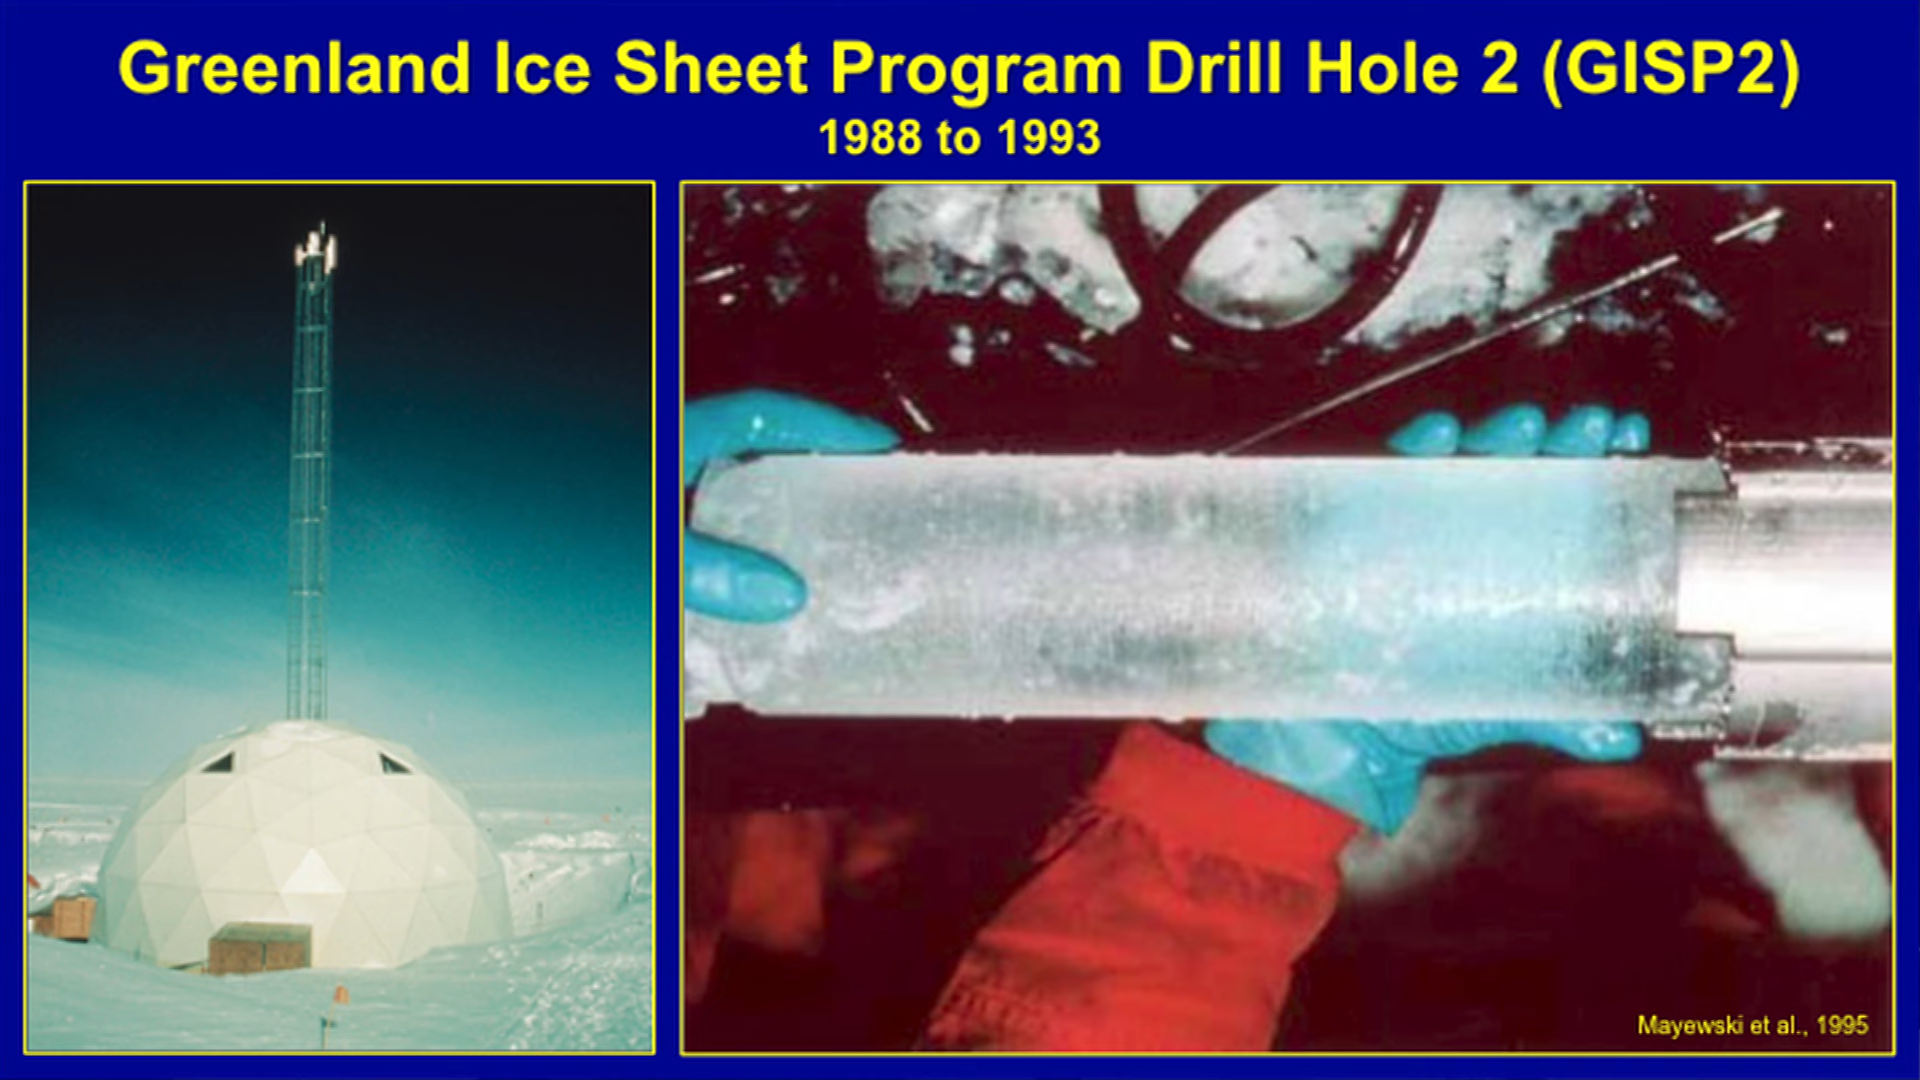 Greenland Ice Sheet Program Drill Hole 2 (GISP2)
1988 to 1993
Mayewski et al., 1995